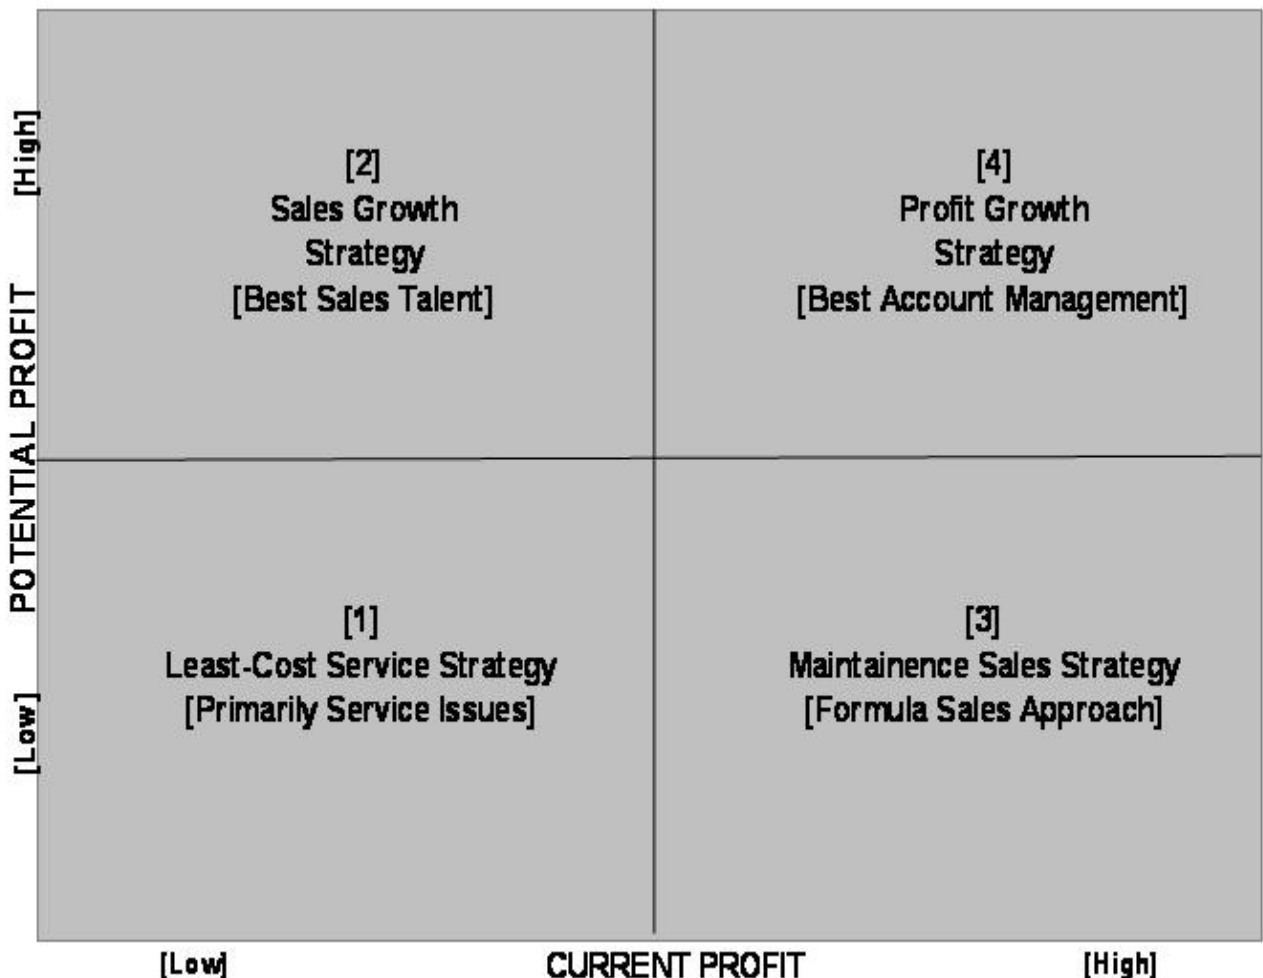 [High]
[2]
Sales Growth
Strategy
[Best Sales Talent]
[4]
Profit Growth
Strategy
[Best Account Management]
POTENTIAL PROFIT
[1]
Least-Cost Service Strategy
[Primarily Service Issues]
[3]
Maintainence Sales Strategy
[Formula Sales Approach]
[Low]
[Low]
CURRENT PROFIT
[High]